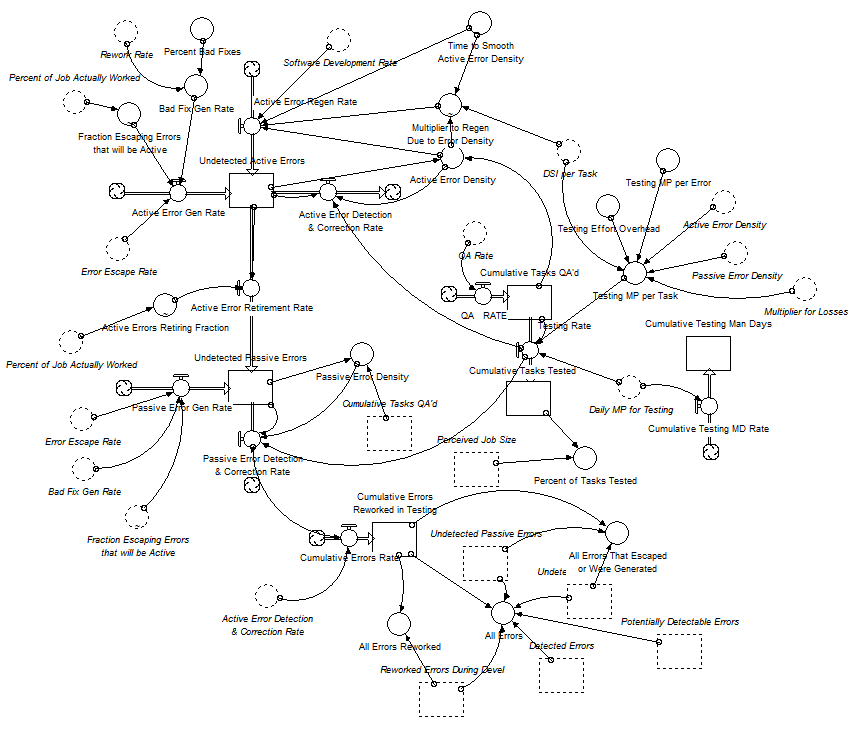 Time to Smooth
Active Error Density
Rework Rate
Percent Bad Fixes
Software Development Rate
Percent of Job Actually Worked
Active Error Regen Rate
Bad Fix Gen Rate
Multiplier to Regen
Due to Error Density
Fraction Escaping Errors
that will be Active
Undetected Active Errors
DSI per Task
Testing MP per Error
Active Error Density
Active Error Gen Rate
Active Error Detection
& Correction Rate
Testing Effort Overhead
Active Error Density
QA Rate
Error Escape Rate
Cumulative Tasks QA'd
Passive Error Density
Testing MP per Task
Active Error Retirement Rate
QA RATE
Multiplier for Losses
Active Errors Retiring Fraction
Testing Rate
Cumulative Testing Man Days
Percent of Job Actually Worked
Undetected Passive Errors
Cumulative Tasks Tested
Passive Error Density
Passive Error Gen Rate
Cumulative Tasks QA'd
Daily MP for Testing
Error Escape Rate
Perceived Job Size
Cumulative Testing MD Rate
Passive Error Detection
& Correction Rate
Percent of Tasks Tested
Bad Fix Gen Rate
Cumulative Errors
Reworked in Testing
Fraction Escaping Errors
that will be Active
Undetected Passive Errors
Cumulative Errors Rate
All Errors That Escaped
or Were Generated
Undete
Active Error Detection
& Correction Rate
Potentially Detectable Errors
All Errors
All Errors Reworked
Detected Errors
Reworked Errors During Devel